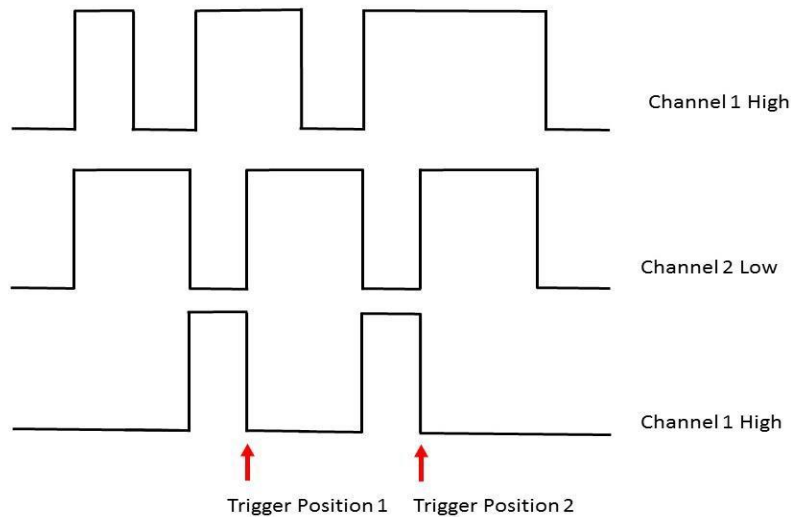 Channel 1 High
Channel 2 Low
Channel 1 High
Trigger Position 1
Trigger Position 2